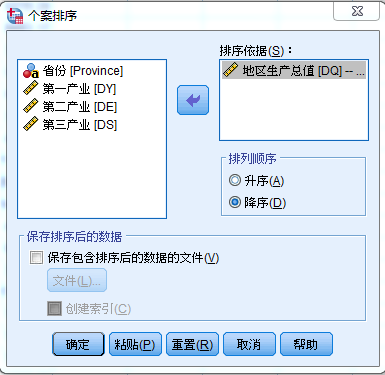 个案排序
排序依据(S)：
省份 [Province]
第一产业 [DY]
第二产业 [DE]
第三产业 [DS]
地区生产总值 [DQ] -- ...
排列顺序
升序(A)
降序(D)
保存排序后的数据
保存包含排序后的数据的文件(V)
文件(L)...
创建索引(C)
确定
粘贴(P)
重置(R)
取消
帮助